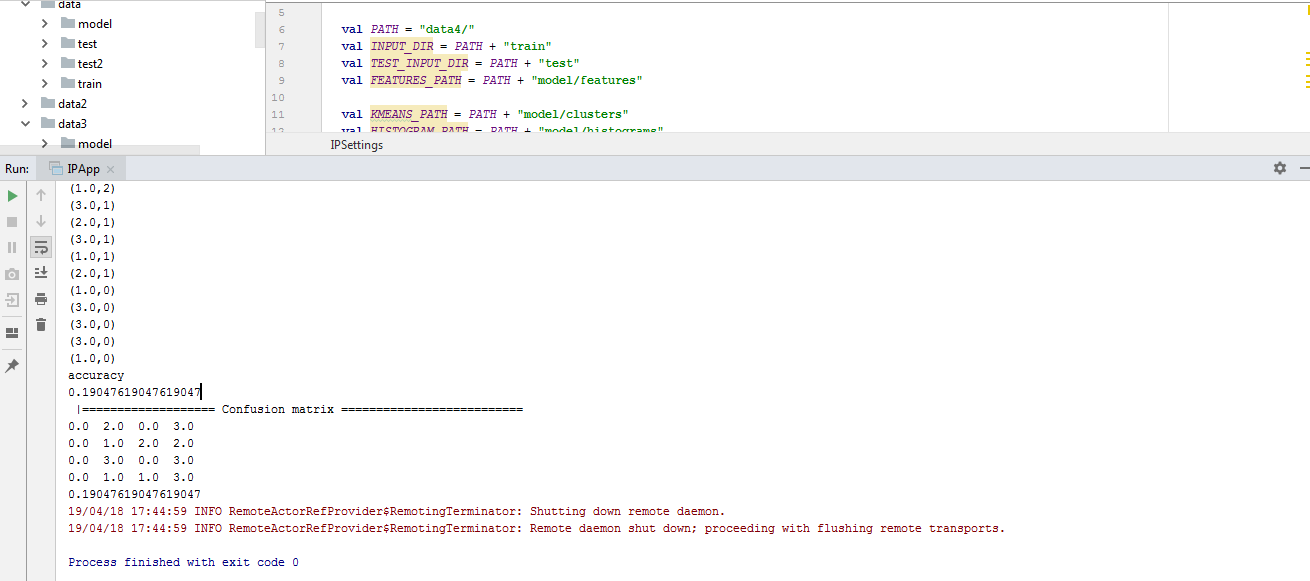 data
model
test
test2
train
data2
data3
model
5
6 val PATH = "data4/"
7 val INPUT_DIR = PATH + "train"
8 val TEST_INPUT_DIR = PATH + "test"
9 val FEATURES_PATH = PATH + "model/features"
10
11 val KMEANS_PATH = PATH + "model/clusters"
12 val HISTOGRAM_PATH = PATH + "model/histograms"
IPSettings
Run: IPApp
(1.0,2)
(3.0,1)
(2.0,1)
(3.0,1)
(1.0,1)
(2.0,1)
(1.0,0)
(3.0,0)
(3.0,0)
(3.0,0)
(1.0,0)
accuracy
0.19047619047619047
|=================== Confusion matrix ==========================
0.0 2.0 0.0 3.0
0.0 1.0 2.0 2.0
0.0 3.0 0.0 3.0
0.0 1.0 1.0 3.0
0.19047619047619047
19/04/18 17:44:59 INFO RemoteActorRefProvider$RemotingTerminator: Shutting down remote daemon.
19/04/18 17:44:59 INFO RemoteActorRefProvider$RemotingTerminator: Remote daemon shut down; proceeding with flushing remote transports.
Process finished with exit code 0